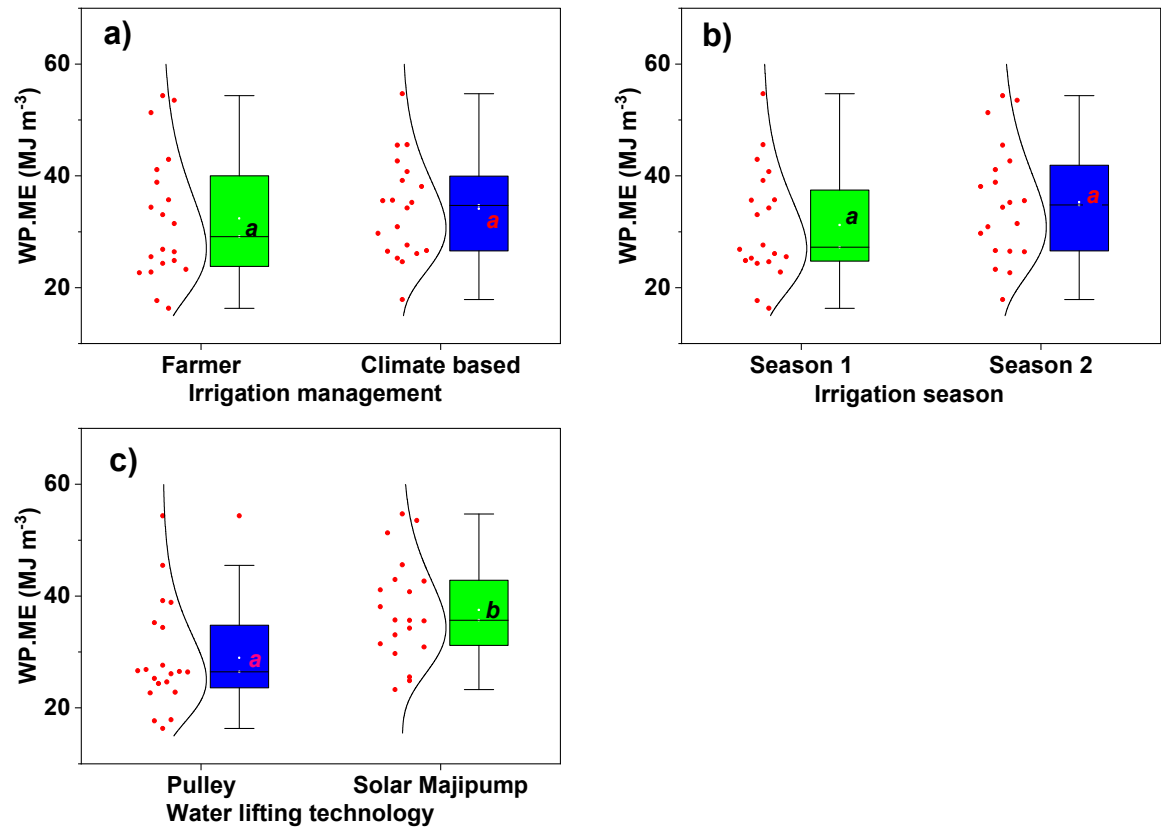 a)
60
40
20
WP.ME (MJ m⁻³)
a
a
Farmer
Climate based
Irrigation management
b)
60
40
20
WP.ME (MJ m⁻³)
a
a
Season 1
Season 2
Irrigation season
c)
60
40
20
WP.ME (MJ m⁻³)
a
b
Pulley
Solar Majipump
Water lifting technology